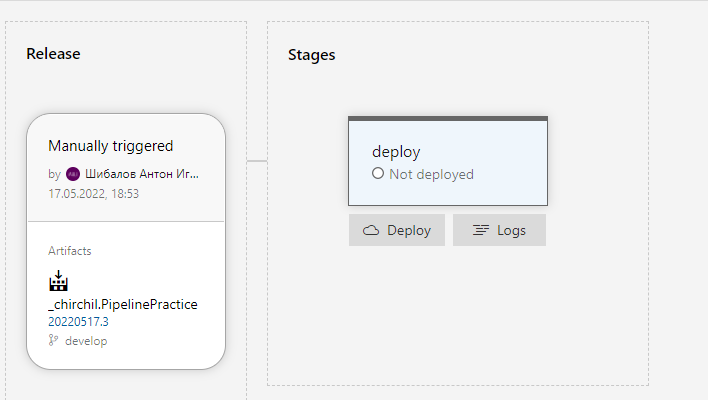 Release
Stages
Manually triggered
by Шибалов Антон Иг...
17.05.2022, 18:53
deploy
Not deployed
Deploy
Logs
Artifacts
_chirchil.PipelinePractice
20220517.3
develop